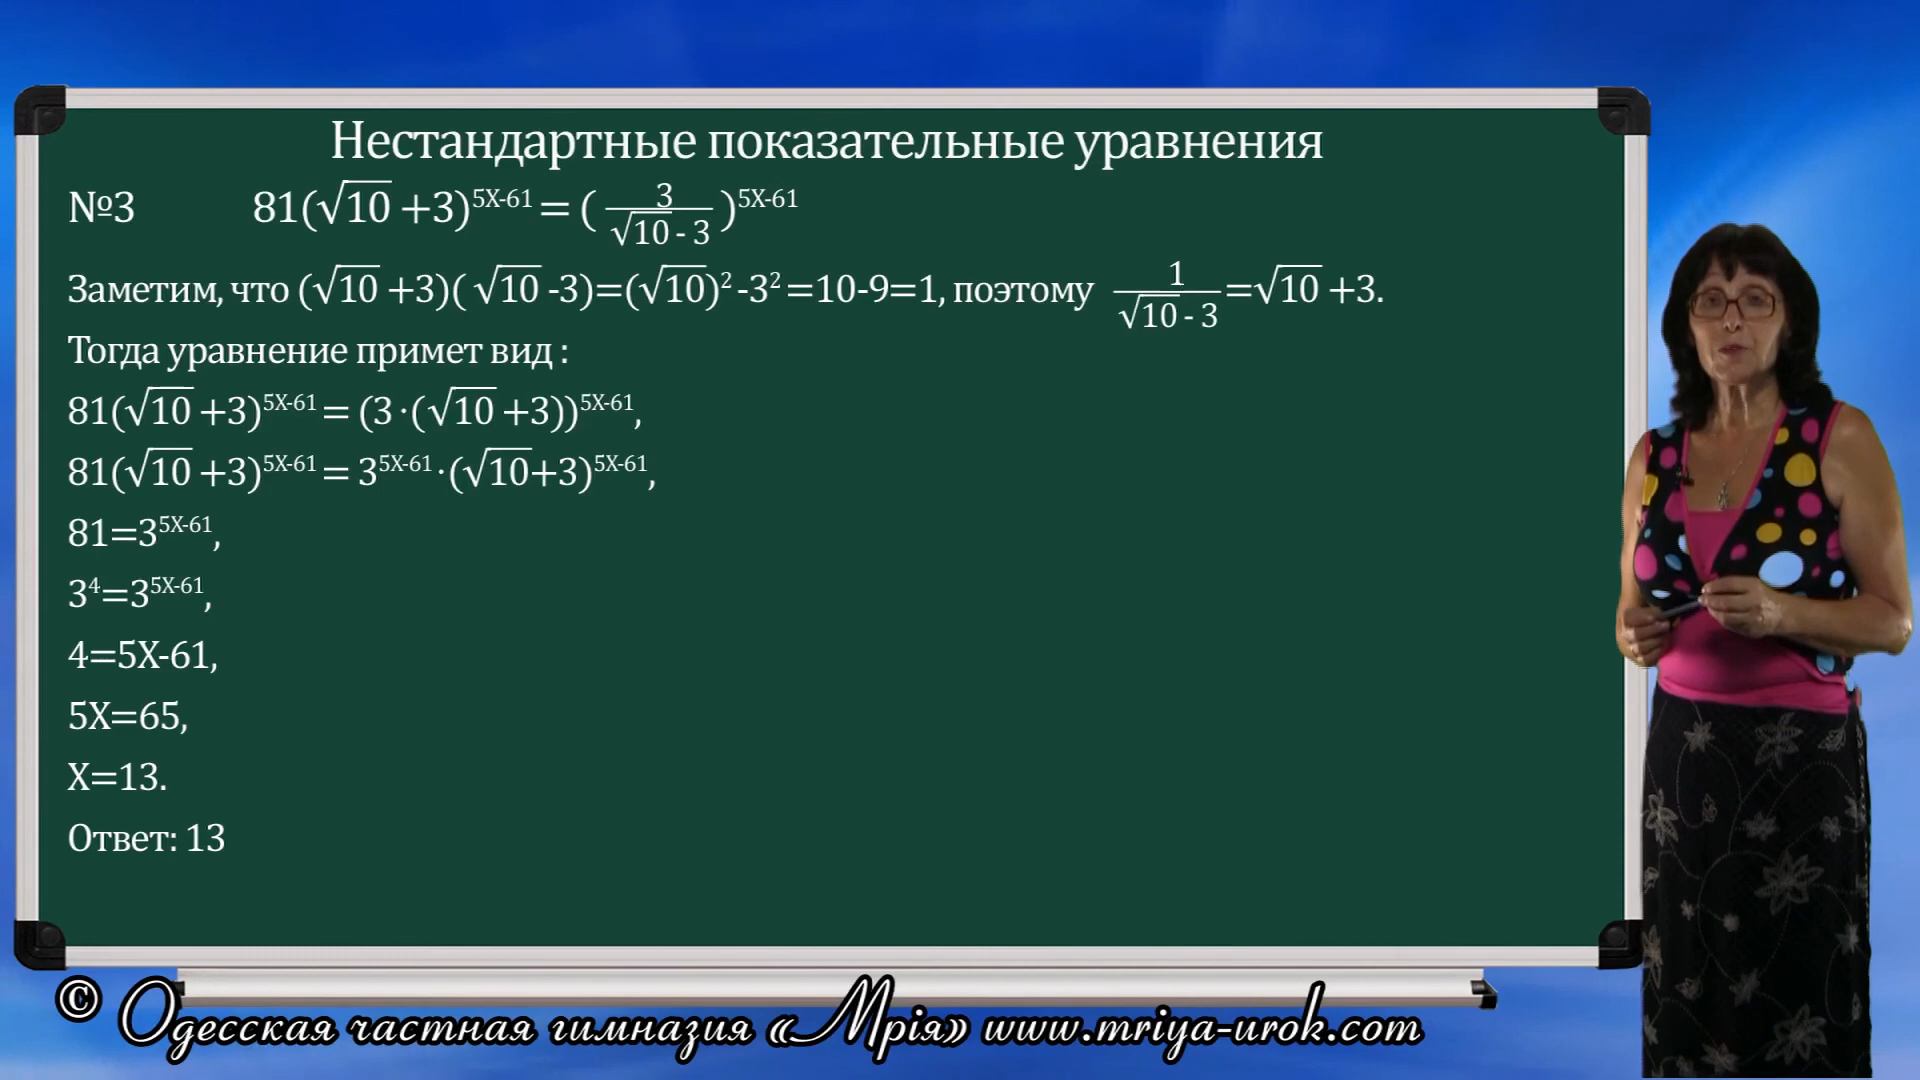 Нестандартные показательные уравнения
№3 81(√10 +3)^(5X-61) = (3/(√10 - 3))^(5X-61)
Заметим, что (√10 +3)( √10 -3)=(√10)²-3²=10-9=1, поэтому 1/(√10 - 3)=√10 +3.
Тогда уравнение примет вид :
81(√10 +3)^(5X-61) = (3 ·(√10 +3))^(5X-61),
81(√10 +3)^(5X-61) = 3^(5X-61)·(√10+3)^(5X-61),
81=3^(5X-61),
3⁴=3^(5X-61),
4=5X-61,
5X=65,
X=13.
Ответ: 13
© Одесская частная гимназия «Мрія» www.mriya-urok.com